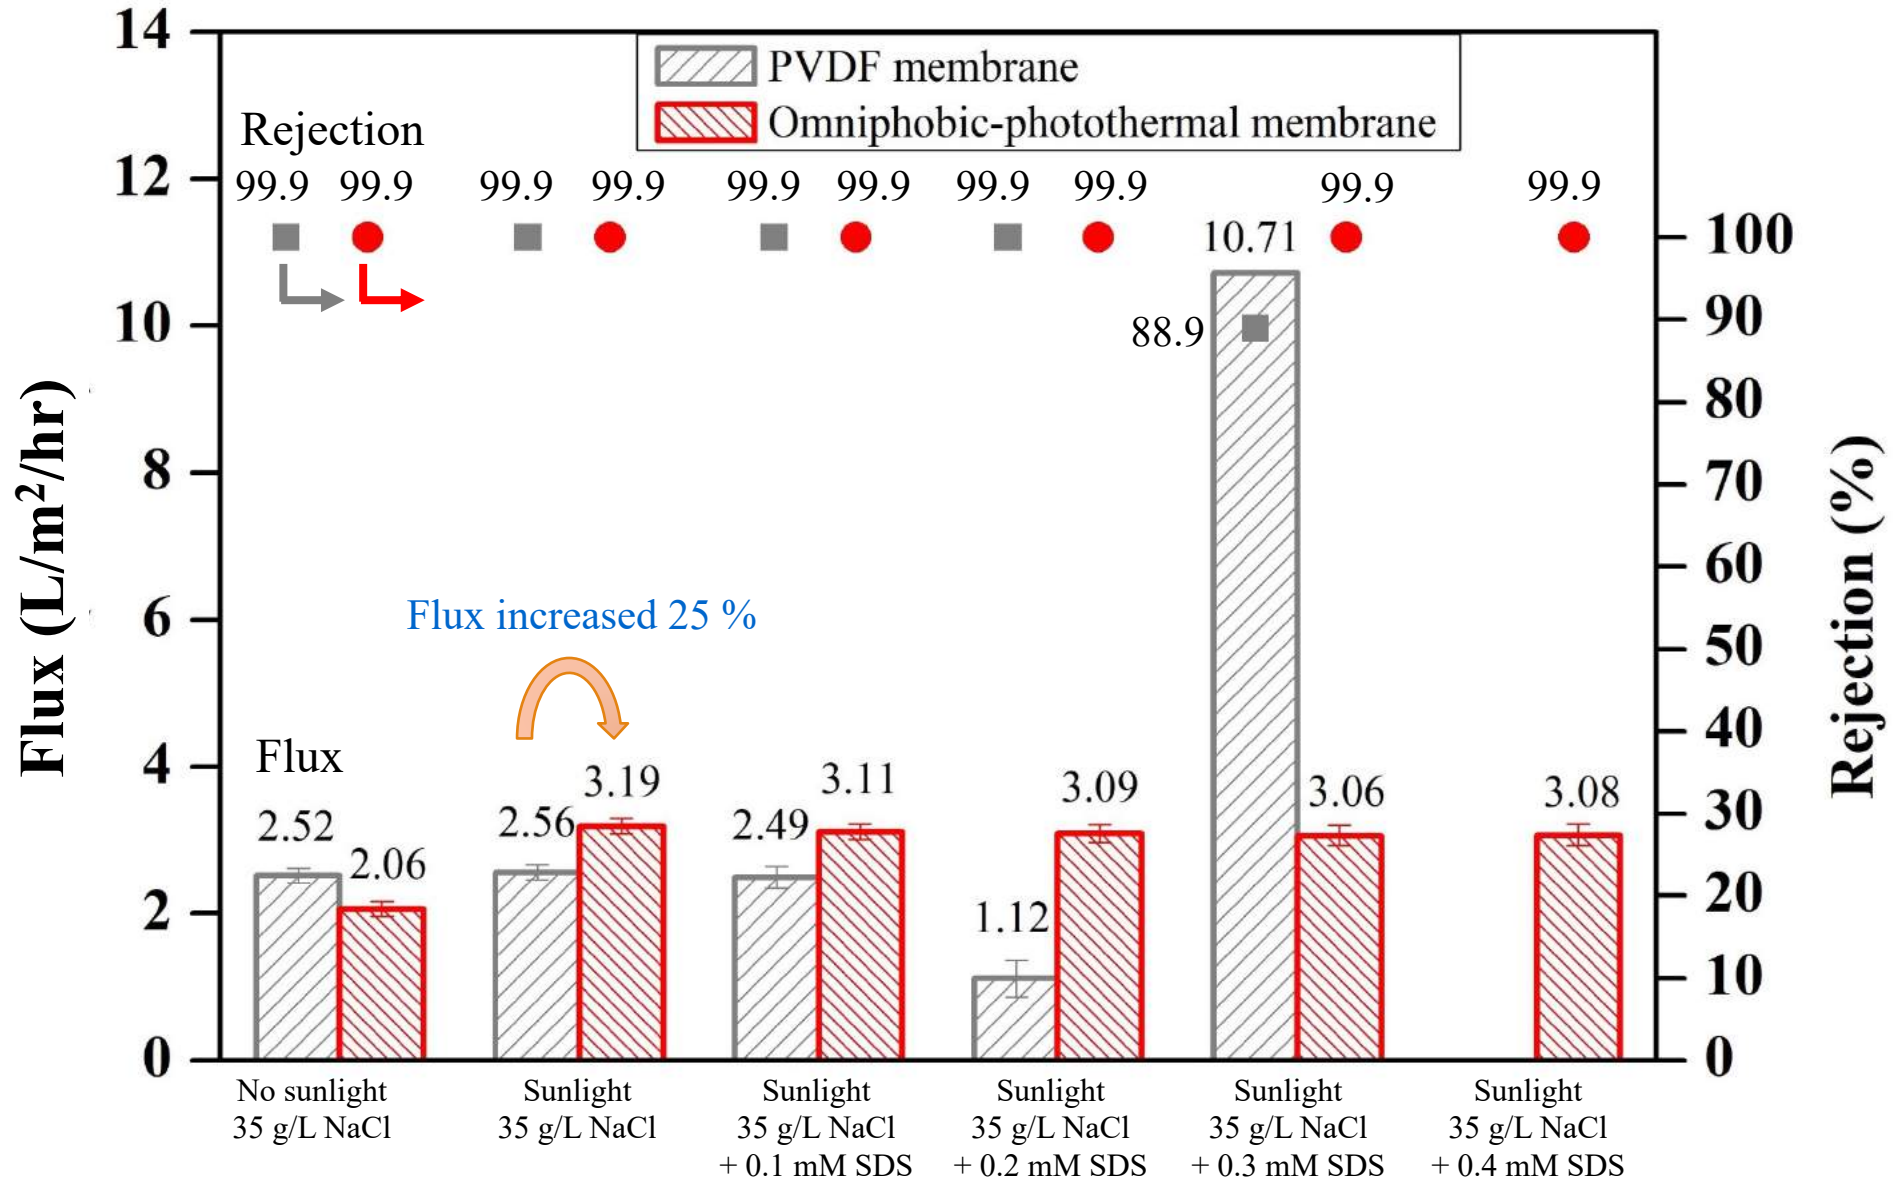 14
12
10
8
6
4
2
0
Flux (L/m²/hr)
PVDF membrane
Omniphobic-photothermal membrane
Rejection
99.9 99.9 99.9 99.9 99.9 99.9 99.9 99.9 99.9 99.9
10.71
88.9
Flux increased 25 %
Flux
2.52
2.06
2.56
3.19
2.49
3.11
1.12
3.09
3.06
3.08
100
90
80
70
60
50
40
30
20
10
0
Rejection (%)
No sunlight
35 g/L NaCl
Sunlight
35 g/L NaCl
Sunlight
35 g/L NaCl
+ 0.1 mM SDS
Sunlight
35 g/L NaCl
+ 0.2 mM SDS
Sunlight
35 g/L NaCl
+ 0.3 mM SDS
Sunlight
35 g/L NaCl
+ 0.4 mM SDS